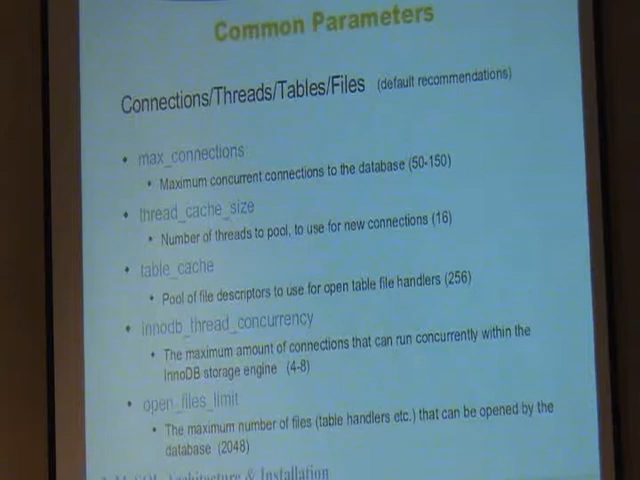 Common Parameters
Connections/Threads/Tables/Files (default recommendations)
• max_connections
• Maximum concurrent connections to the database (50-150)
• thread_cache_size
• Number of threads to pool, to use for new connections (16)
• table_cache
• Pool of file descriptors to use for open table file handlers (256)
• innodb_thread_concurrency
• The maximum amount of connections that can run concurrently within the
InnoDB storage engine (4-8)
• open_files_limit
• The maximum number of files (table handlers etc.) that can be opened by the
database (2048)
MySQL Architecture & Installation